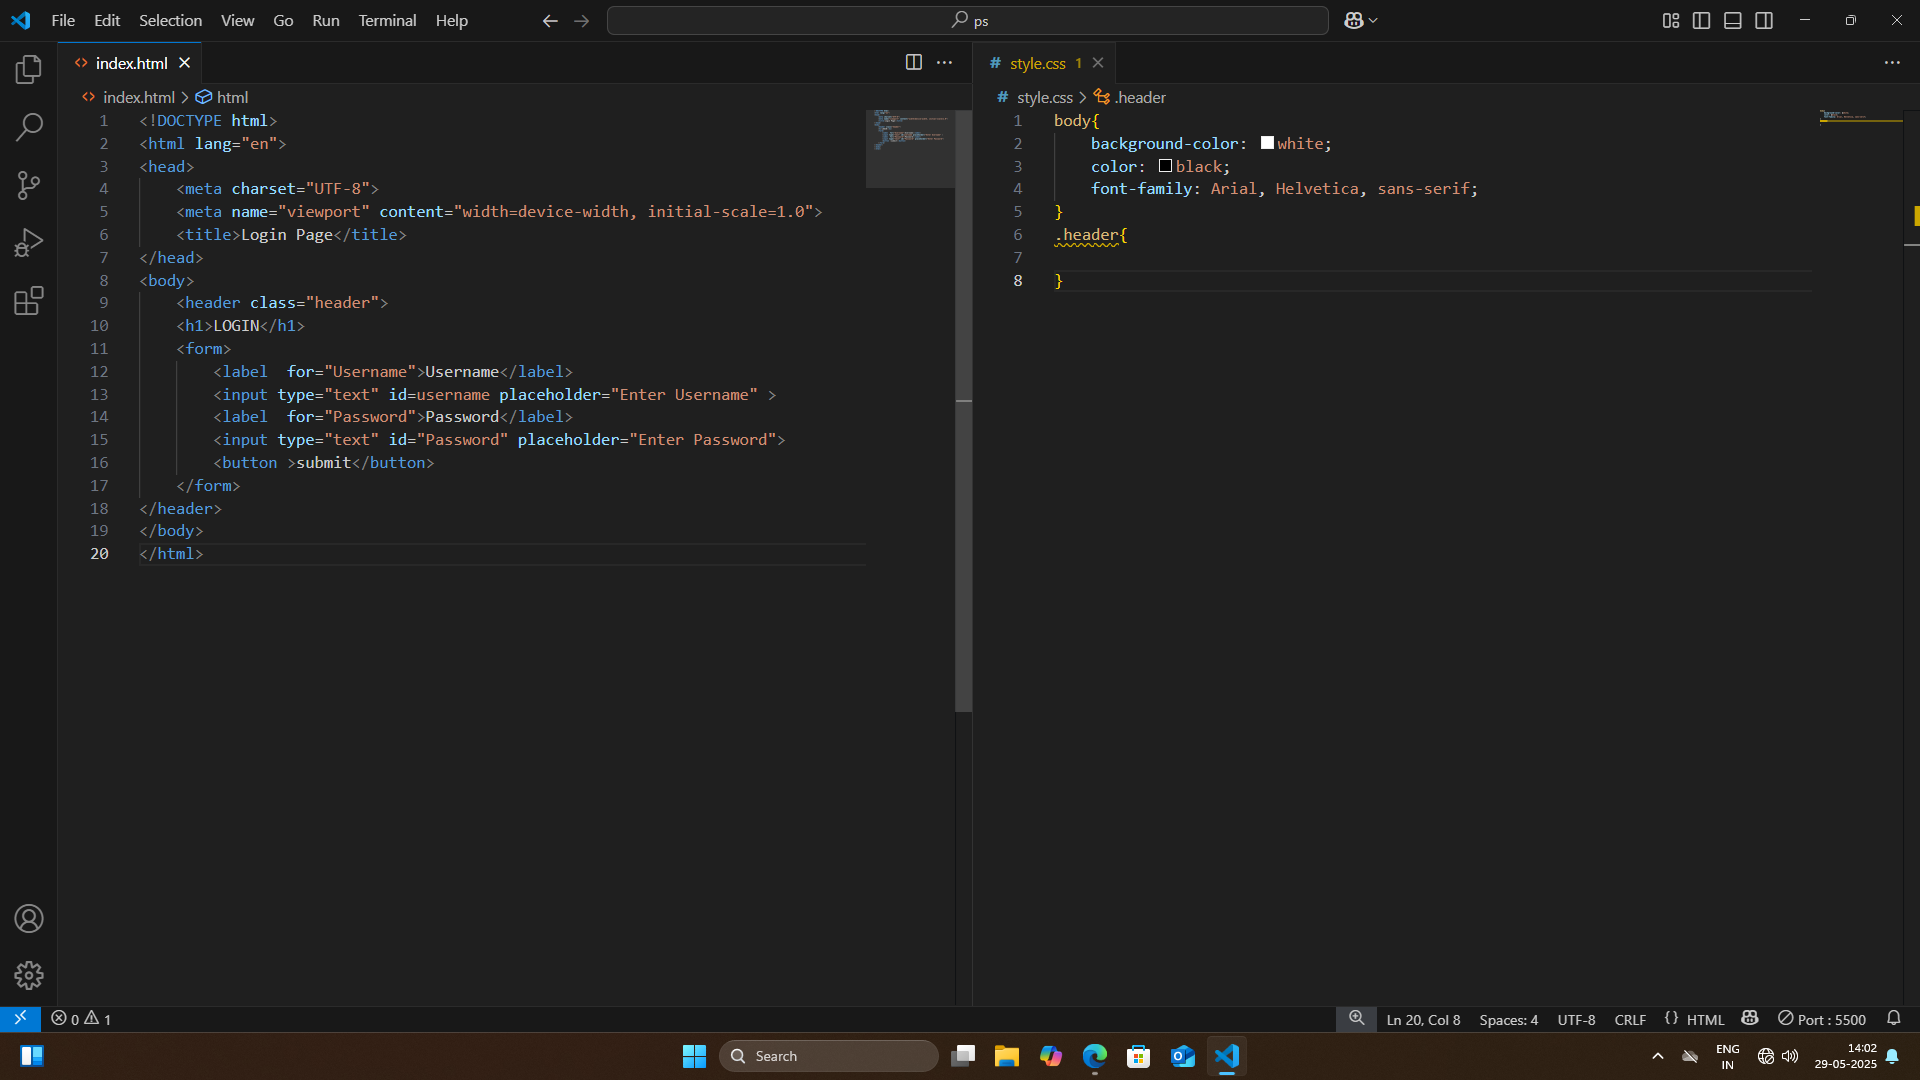 File Edit Selection View Go Run Terminal Help
ps
index.html
index.html > html
1 <!DOCTYPE html>
2 <html lang="en">
3 <head>
4 <meta charset="UTF-8">
5 <meta name="viewport" content="width=device-width, initial-scale=1.0">
6 <title>Login Page</title>
7 </head>
8 <body>
9 <header class="header">
10 <h1>LOGIN</h1>
11 <form>
12 <label  for="Username">Username</label>
13 <input type="text" id=username placeholder="Enter Username" >
14 <label  for="Password">Password</label>
15 <input type="text" id="Password" placeholder="Enter Password">
16 <button >submit</button>
17 </form>
18 </header>
19 </body>
20 </html>
# style.css 1
# style.css > .header
1 body{
2 background-color: white;
3 color: black;
4 font-family: Arial, Helvetica, sans-serif;
5 }
6 .header{
7
8 }
0 1
Ln 20, Col 8 Spaces: 4 UTF-8 CRLF {} HTML Port : 5500
Search
ENG
IN
14:02
29-05-2025